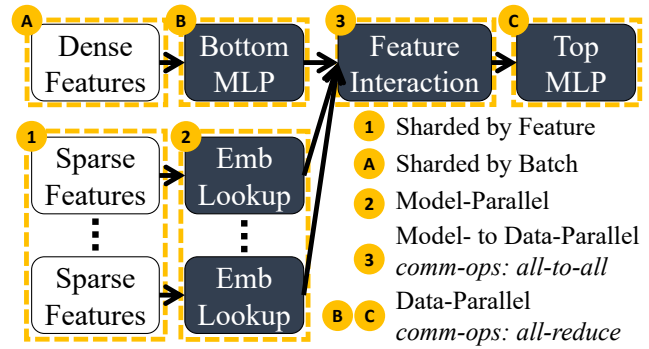 A
Dense
Features
B
Bottom
MLP
3
Feature
Interaction
C
Top
MLP
1
Sparse
Features
2
Emb
Lookup
Sparse
Features
Emb
Lookup
1 Sharded by Feature
A Sharded by Batch
2 Model-Parallel
3 Model- to Data-Parallel
comm-ops: all-to-all
B C Data-Parallel
comm-ops: all-reduce